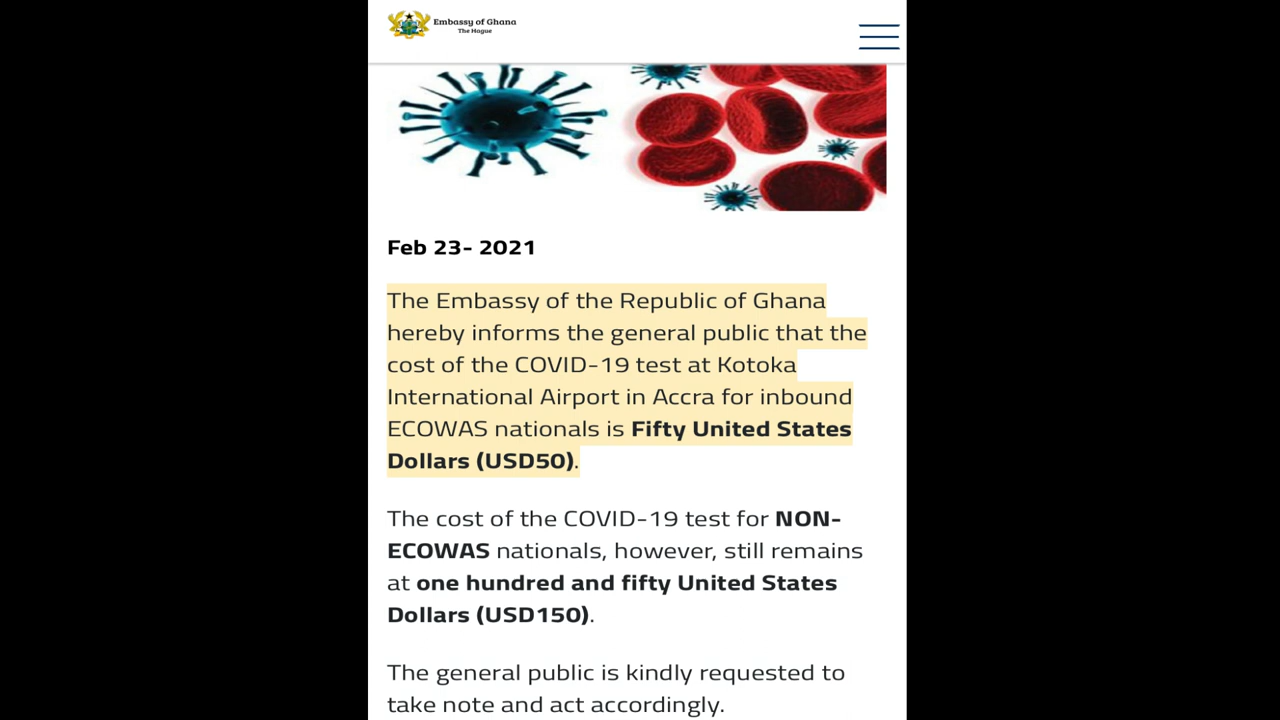 Embassy of Ghana
The Hague
Feb 23- 2021
The Embassy of the Republic of Ghana
hereby informs the general public that the
cost of the COVID-19 test at Kotoka
International Airport in Accra for inbound
ECOWAS nationals is Fifty United States
Dollars (USD50).
The cost of the COVID-19 test for NON-
ECOWAS nationals, however, still remains
at one hundred and fifty United States
Dollars (USD150).
The general public is kindly requested to
take note and act accordingly.